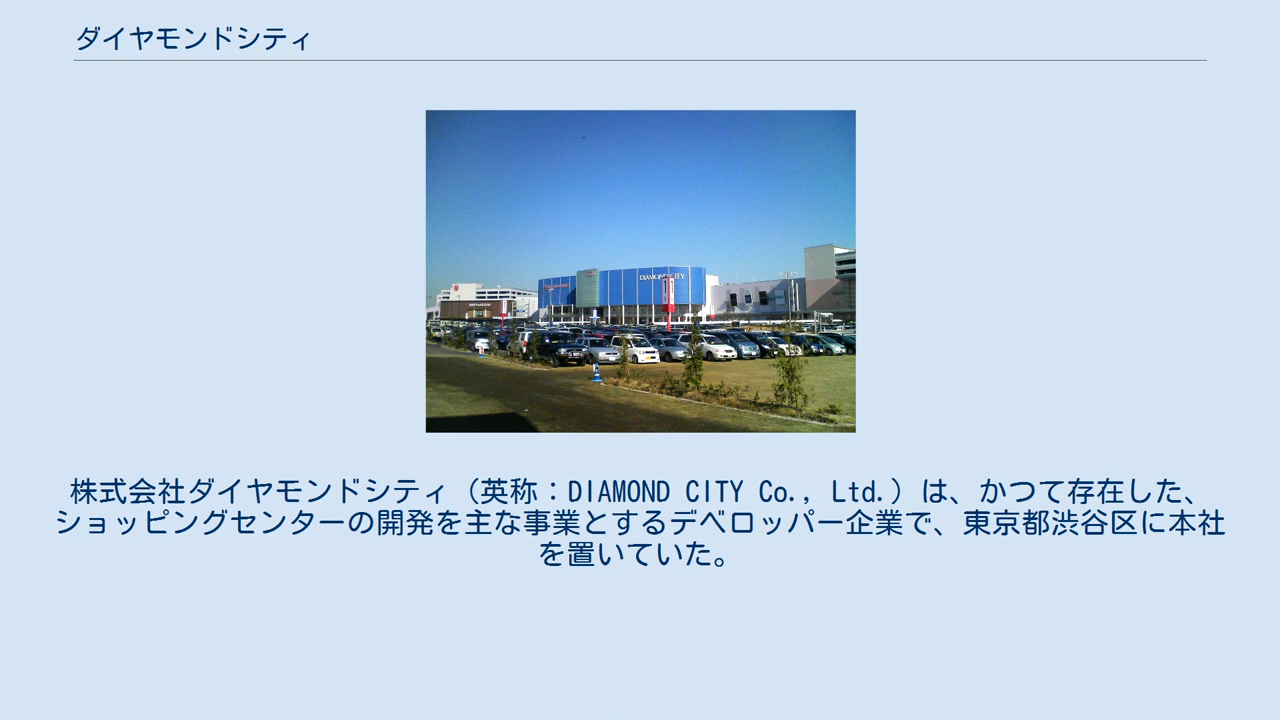 ダイヤモンドシティ
DIAMOND CITY
株式会社ダイヤモンドシティ（英称：DIAMOND CITY Co., Ltd.）は、かつて存在した、
ショッピングセンターの開発を主な事業とするデベロッパー企業で、東京都渋谷区に本社
を置いていた。